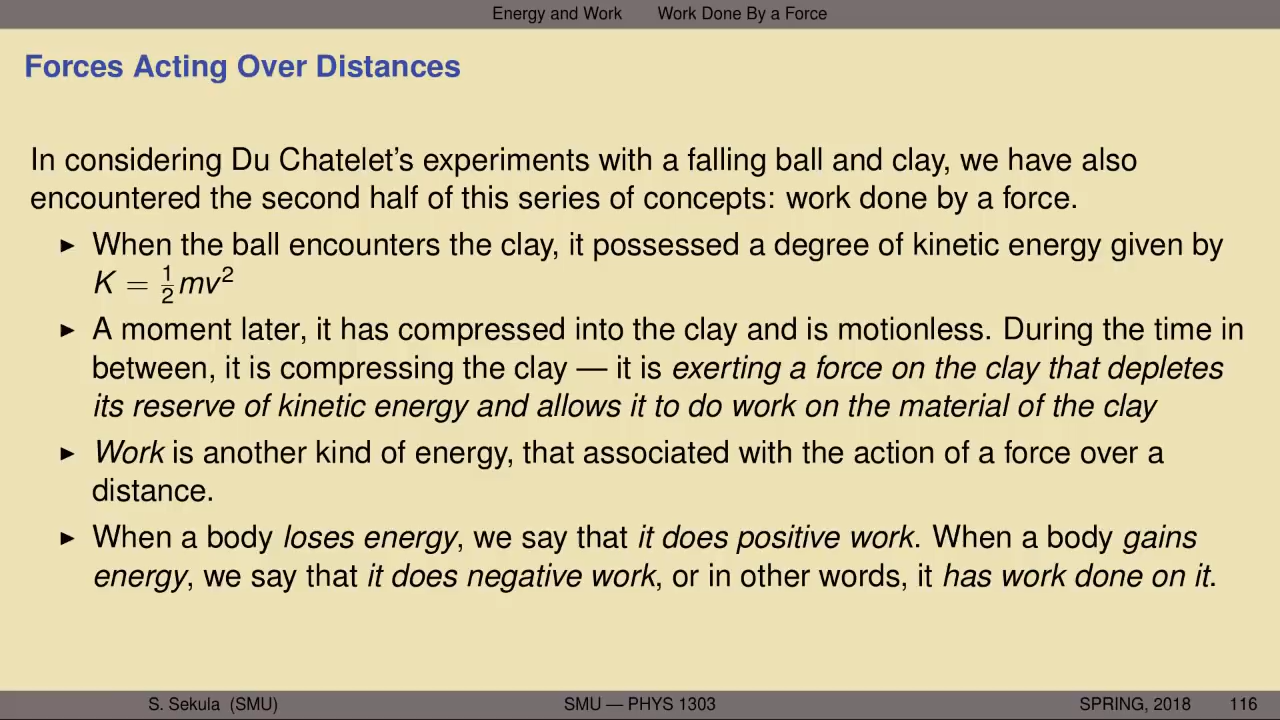 Energy and Work Work Done By a Force
Forces Acting Over Distances
In considering Du Chatelet's experiments with a falling ball and clay, we have also
encountered the second half of this series of concepts: work done by a force.
▶ When the ball encounters the clay, it possessed a degree of kinetic energy given by
K = ½mv²
▶ A moment later, it has compressed into the clay and is motionless. During the time in
between, it is compressing the clay — it is exerting a force on the clay that depletes
its reserve of kinetic energy and allows it to do work on the material of the clay
▶ Work is another kind of energy, that associated with the action of a force over a
distance.
▶ When a body loses energy, we say that it does positive work. When a body gains
energy, we say that it does negative work, or in other words, it has work done on it.
S. Sekula (SMU) SMU — PHYS 1303 SPRING, 2018 116